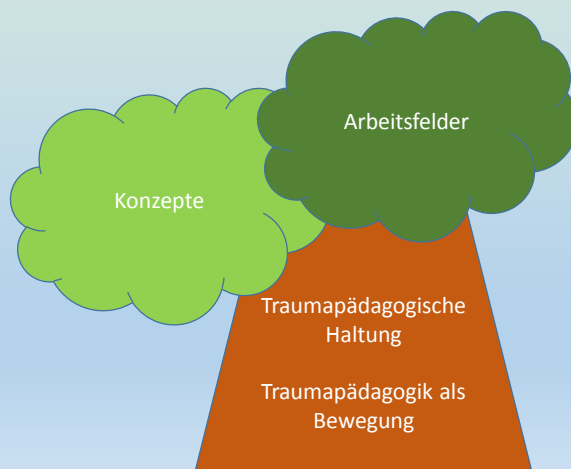 Arbeitsfelder
Konzepte
Traumapädagogische
Haltung
Traumapädagogik als
Bewegung